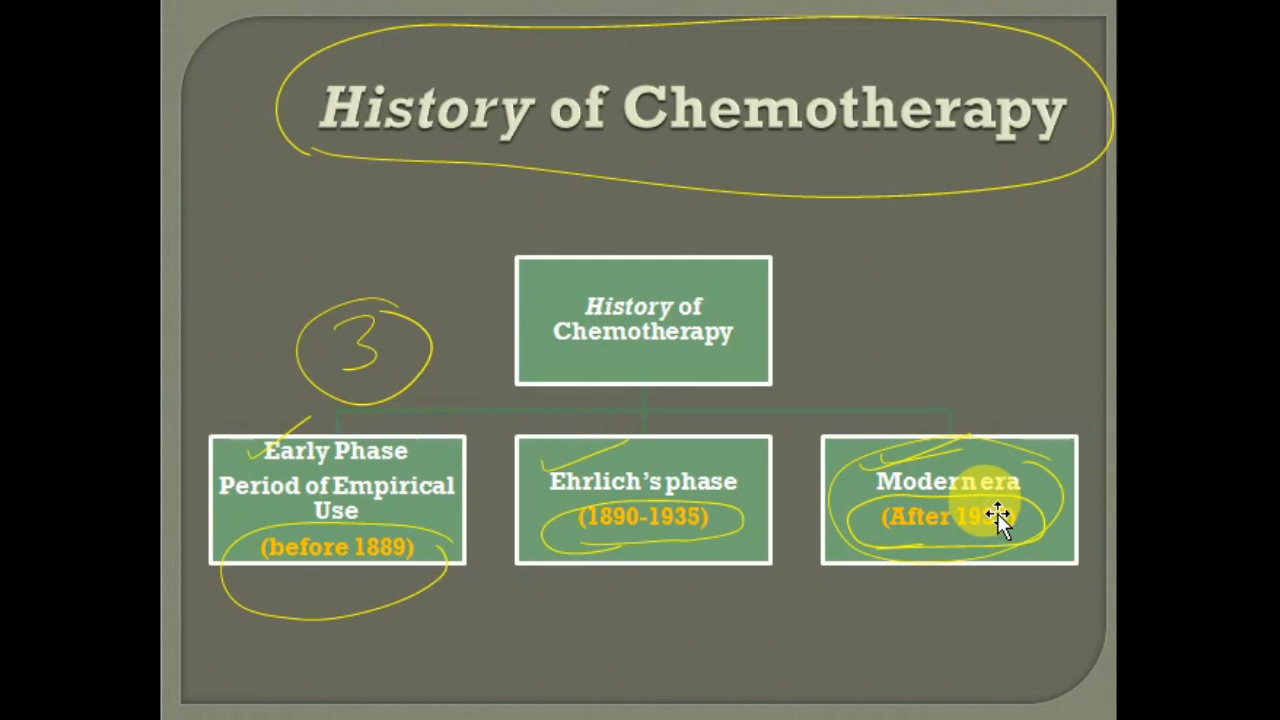 History of Chemotherapy
History of
Chemotherapy
3
Early Phase
Period of Empirical
Use
(before 1889)
Ehrlich's phase
(1890-1935)
Modern era
(After